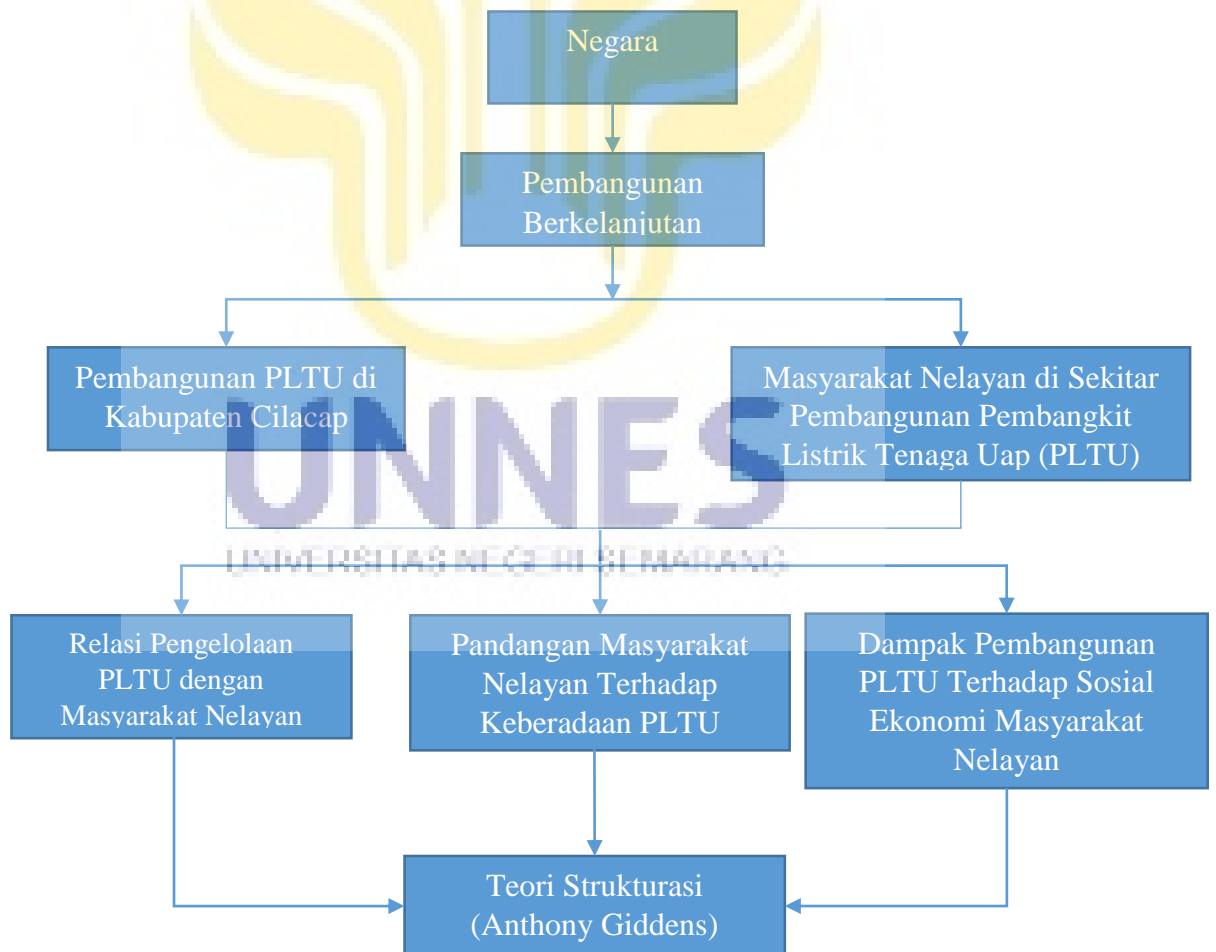 Negara
Pembangunan
Berkelanjutan
Pembangunan PLTU di
Kabupaten Cilacap
Masyarakat Nelayan di Sekitar
Pembangunan Pembangkit
Listrik Tenaga Uap (PLTU)
UNNES
UNIVERSITAS NEGERI SEMARANG
Relasi Pengelolaan
PLTU dengan
Masyarakat Nelayan
Pandangan Masyarakat
Nelayan Terhadap
Keberadaan PLTU
Dampak Pembangunan
PLTU Terhadap Sosial
Ekonomi Masyarakat
Nelayan
Teori Strukturasi
(Anthony Giddens)